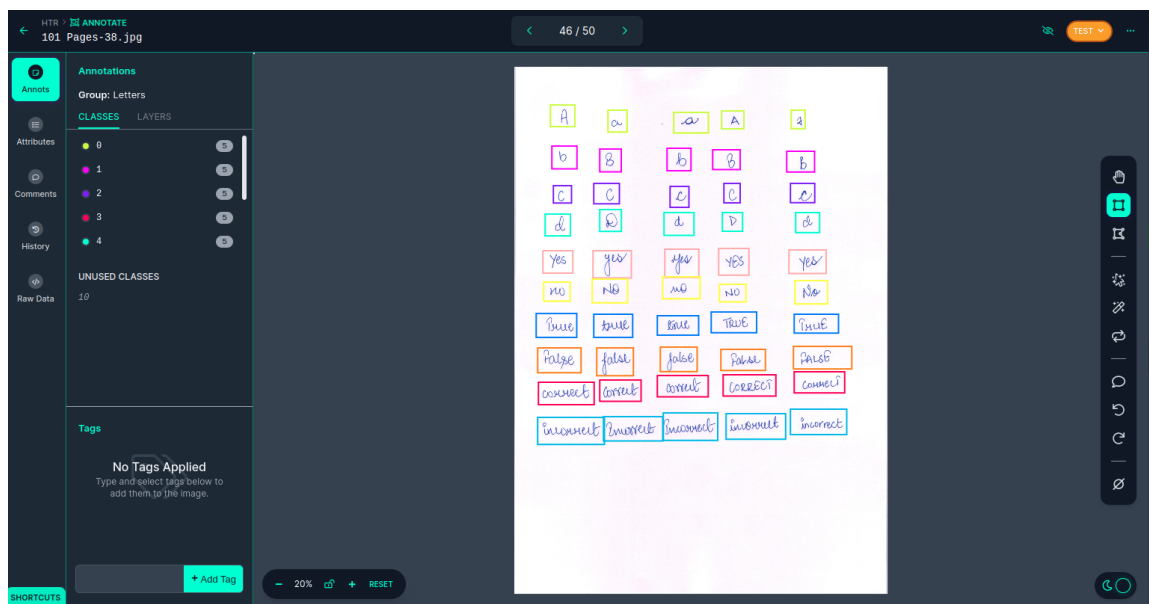 HTR > ANNOTATE
101 Pages-38.jpg
< 46 / 50 >
TEST
Annots
Attributes
Comments
History
Raw Data
SHORTCUTS
Annotations
Group: Letters
CLASSES LAYERS
0 5
1 5
2 5
3 5
4 5
UNUSED CLASSES
10
Tags
No Tags Applied
Type and select tags below to
add them to the image.
+ Add Tag
A a a A a
b B b B b
C C c C c
d D d D d
Yes yes yes YES yes
no NO no NO No
True true true TRUE TRUE
False false false False FALSE
correct correct correct CORRECT correct
incorrect Incorrect Incorrect incorrect incorrect
− 20% + RESET